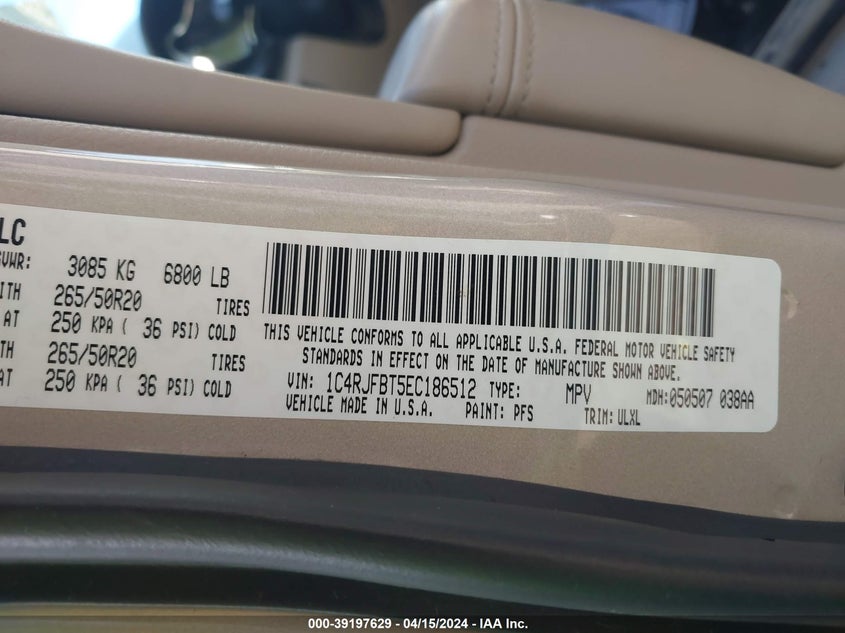 LC
GVWR: 3085 KG 6800 LB
ITH 265/50R20 TIRES
AT 250 KPA ( 36 PSI) COLD
TH 265/50R20 TIRES
AT 250 KPA ( 36 PSI) COLD
THIS VEHICLE CONFORMS TO ALL APPLICABLE U.S.A. FEDERAL MOTOR VEHICLE SAFETY
STANDARDS IN EFFECT ON THE DATE OF MANUFACTURE SHOWN ABOVE.
VIN: 1C4RJFBT5EC186512 TYPE: MPV MDH:050507 038AA
VEHICLE MADE IN U.S.A. PAINT: PFS TRIM: ULXL
000-39197629 - 04/15/2024 - IAA Inc.